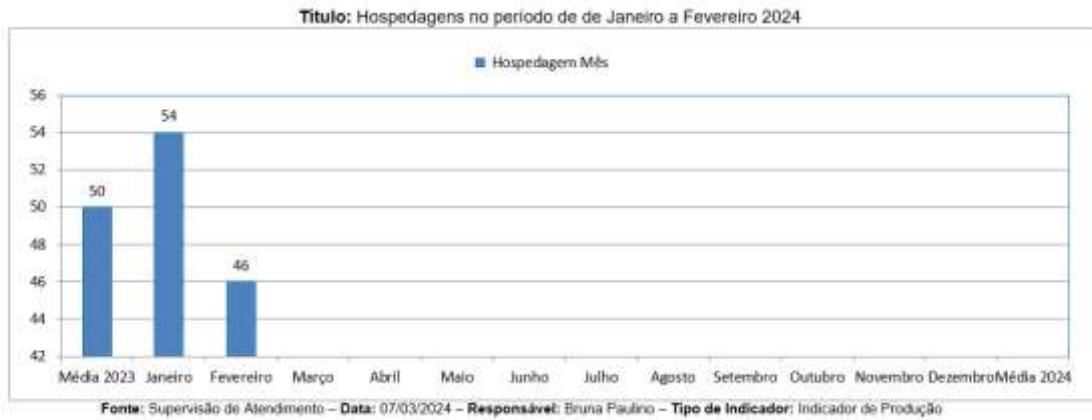 Titulo: Hospedagens no período de de Janeiro a Fevereiro 2024
Hospedagem Mês
56
54
52
50
48
46
44
42
50
54
46
Média 2023 Janeiro Fevereiro Março Abril Maio Junho Julho Agosto Setembro Outubro Novembro Dezembro Média 2024
Fonte: Supervisão de Atendimento – Data: 07/03/2024 – Responsável: Bruna Paulino – Tipo de Indicador: Indicador de Produção